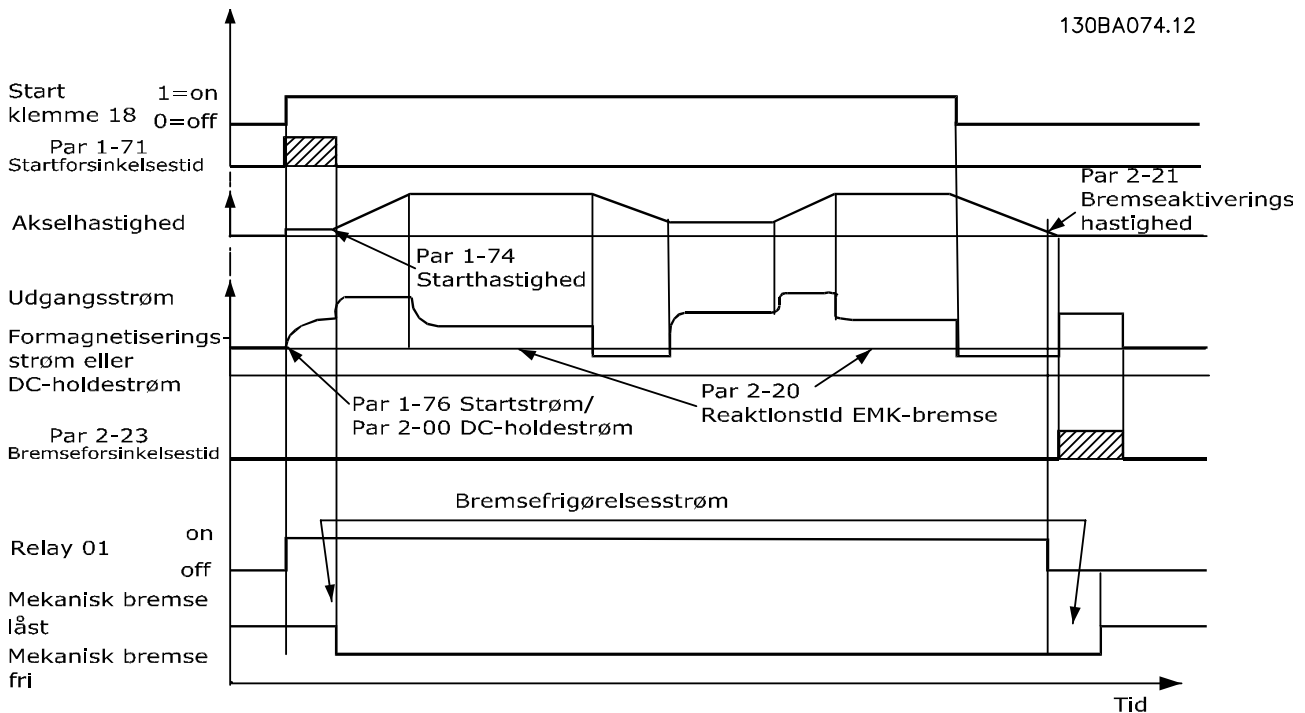 130BA074.12
Start
klemme 18
1=on
0=off
Par 1-71
Startforsinkelsestid
Akselhastighed
Par 2-21
Bremseaktiverings
hastighed
Par 1-74
Starthastighed
Udgangsstrøm
Formagnetiserings-
strøm eller
DC-holdestrøm
Par 1-76 Startstrøm/
Par 2-00 DC-holdestrøm
Par 2-20
Reaktionstid EMK-bremse
Par 2-23
Bremseforsinkelsestid
Bremsefrigørelsesstrøm
Relay 01
on
off
Mekanisk bremse
låst
Mekanisk bremse
fri
Tid